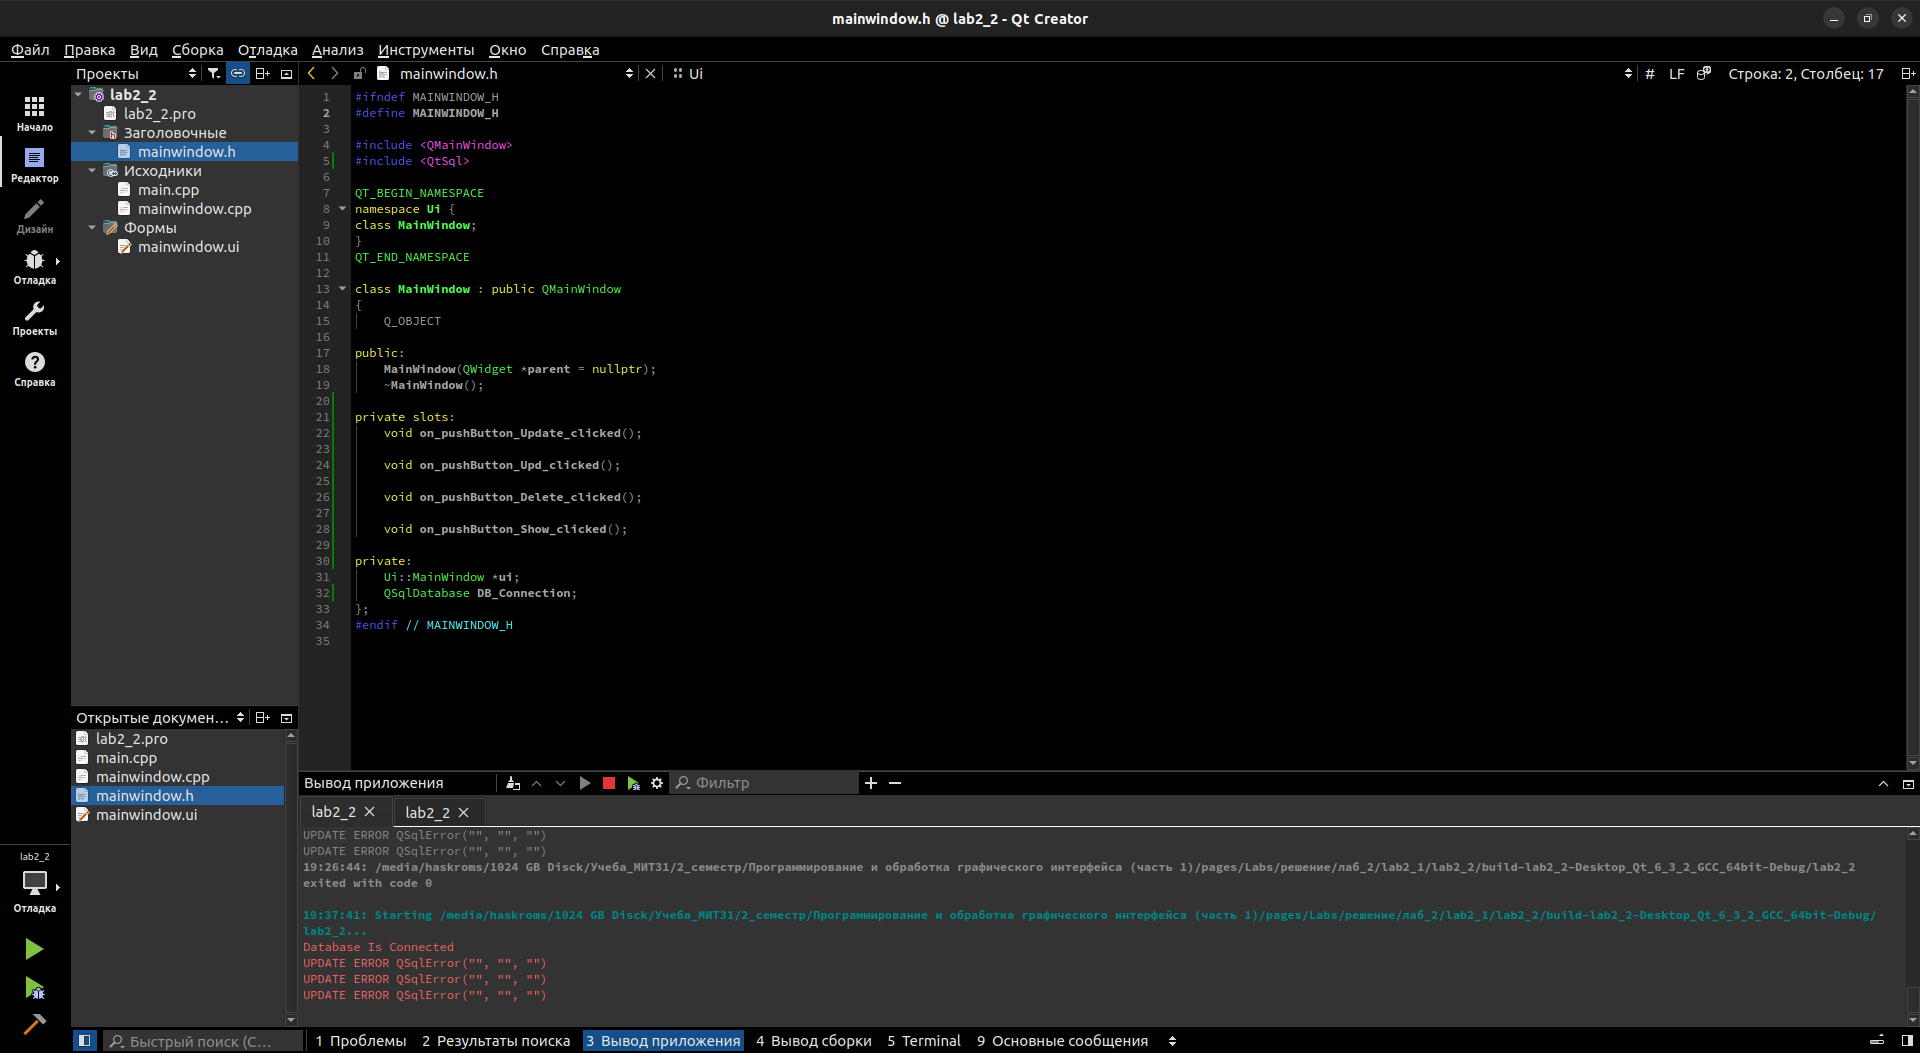 mainwindow.h @ lab2_2 - Qt Creator
Файл Правка Вид Сборка Отладка Анализ Инструменты Окно Справка
Проекты
mainwindow.h
Ui
# LF Строка: 2, Столбец: 17
Начало
Редактор
Дизайн
Отладка
Проекты
Справка
lab2_2
lab2_2.pro
Заголовочные
mainwindow.h
Исходники
main.cpp
mainwindow.cpp
Формы
mainwindow.ui
1 #ifndef MAINWINDOW_H
2 #define MAINWINDOW_H
3
4 #include <QMainWindow>
5 #include <QtSql>
6
7 QT_BEGIN_NAMESPACE
8 namespace Ui {
9 class MainWindow;
10 }
11 QT_END_NAMESPACE
12
13 class MainWindow : public QMainWindow
14 {
15 Q_OBJECT
16
17 public:
18 MainWindow(QWidget *parent = nullptr);
19 ~MainWindow();
20
21 private slots:
22 void on_pushButton_Update_clicked();
23
24 void on_pushButton_Upd_clicked();
25
26 void on_pushButton_Delete_clicked();
27
28 void on_pushButton_Show_clicked();
29
30 private:
31 Ui::MainWindow *ui;
32 QSqlDatabase DB_Connection;
33 };
34 #endif // MAINWINDOW_H
35
Открытые докумен...
lab2_2.pro
main.cpp
mainwindow.cpp
mainwindow.h
mainwindow.ui
Вывод приложения
Фильтр
lab2_2
lab2_2
UPDATE ERROR QSqlError("", "", "")
UPDATE ERROR QSqlError("", "", "")
19:26:44: /media/haskroms/1024 GB Disck/Учеба_МИТ31/2_семестр/Программирование и обработка графического интерфейса (часть 1)/pages/Labs/решение/лаб_2/lab2_1/lab2_2/build-lab2_2-Desktop_Qt_6_3_2_GCC_64bit-Debug/lab2_2
exited with code 0
19:37:41: Starting /media/haskroms/1024 GB Disck/Учеба_МИТ31/2_семестр/Программирование и обработка графического интерфейса (часть 1)/pages/Labs/решение/лаб_2/lab2_1/lab2_2/build-lab2_2-Desktop_Qt_6_3_2_GCC_64bit-Debug/
lab2_2...
Database Is Connected
UPDATE ERROR QSqlError("", "", "")
UPDATE ERROR QSqlError("", "", "")
UPDATE ERROR QSqlError("", "", "")
lab2_2
Отладка
Быстрый поиск (С...
1 Проблемы 2 Результаты поиска 3 Вывод приложения 4 Вывод сборки 5 Terminal 9 Основные сообщения